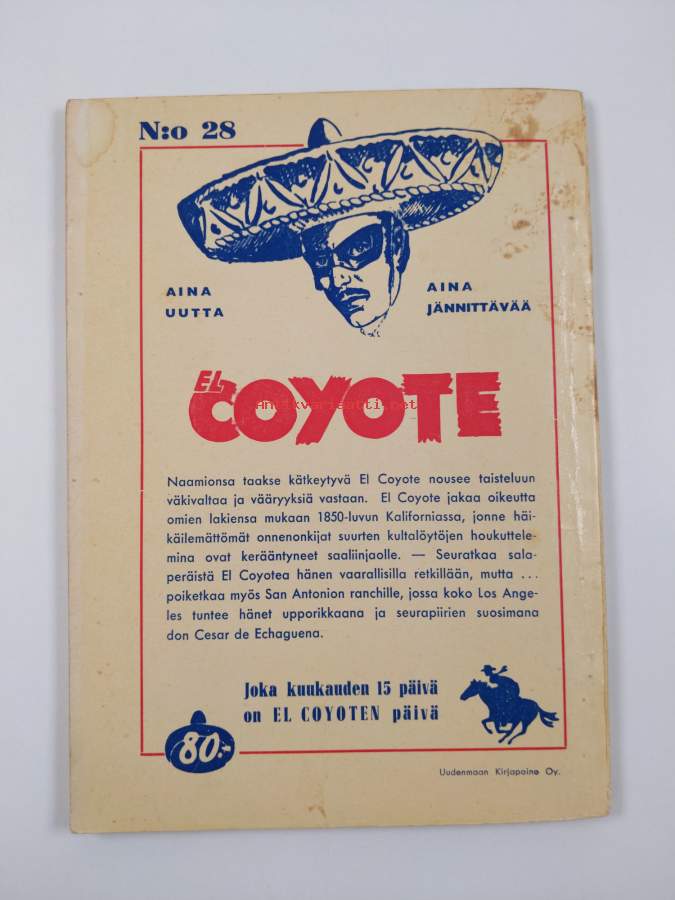 N:o 28
AINA
UUTTA
AINA
JÄNNITTÄVÄÄ
EL
COYOTE
Antikvariaatti.net
Naamionsa taakse kätkeytyvä El Coyote nousee taisteluun
väkivaltaa ja vääryyksiä vastaan. El Coyote jakaa oikeutta
omien lakiensa mukaan 1850-luvun Kaliforniassa, jonne häi-
käilemättömät onnenonkijat suurten kultalöytöjen houkuttele-
mina ovat kerääntyneet saaliinjaolle. — Seuratkaa sala-
peräistä El Coyotea hänen vaarallisilla retkillään, mutta ...
poiketkaa myös San Antonion ranchille, jossa koko Los Ange-
les tuntee hänet upporikkaana ja seurapiirien suosimana
don Cesar de Echaguena.
Joka kuukauden 15 päivä
on EL COYOTEN päivä
80:-
Uudenmaan Kirjapaino Oy.